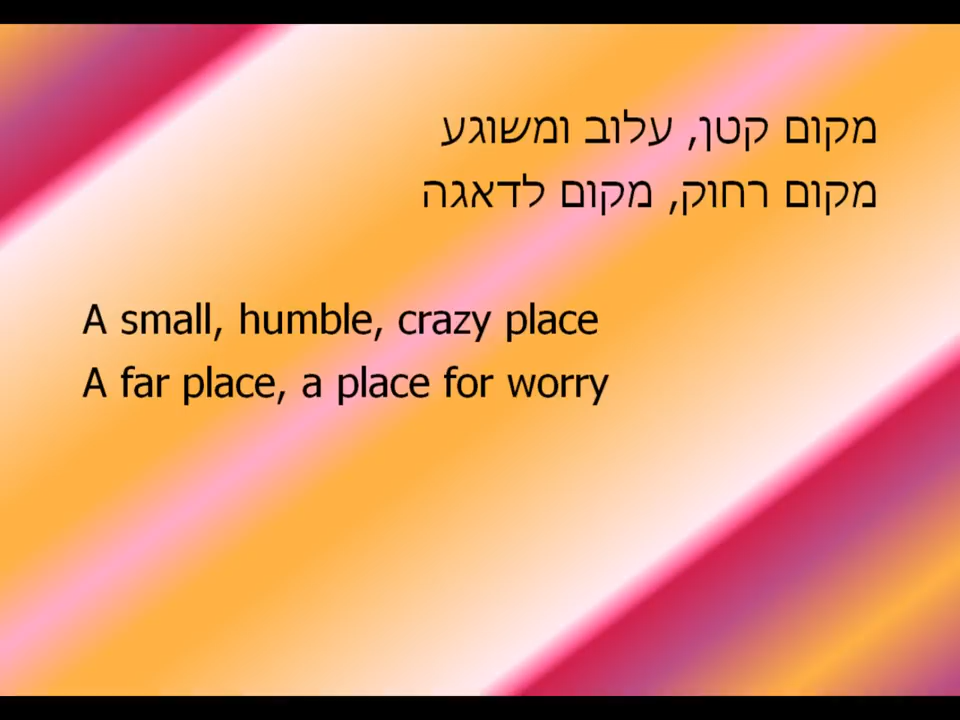 מקום קטן, עלוב ומשוגע
מקום רחוק, מקום לדאגה
A small, humble, crazy place
A far place, a place for worry